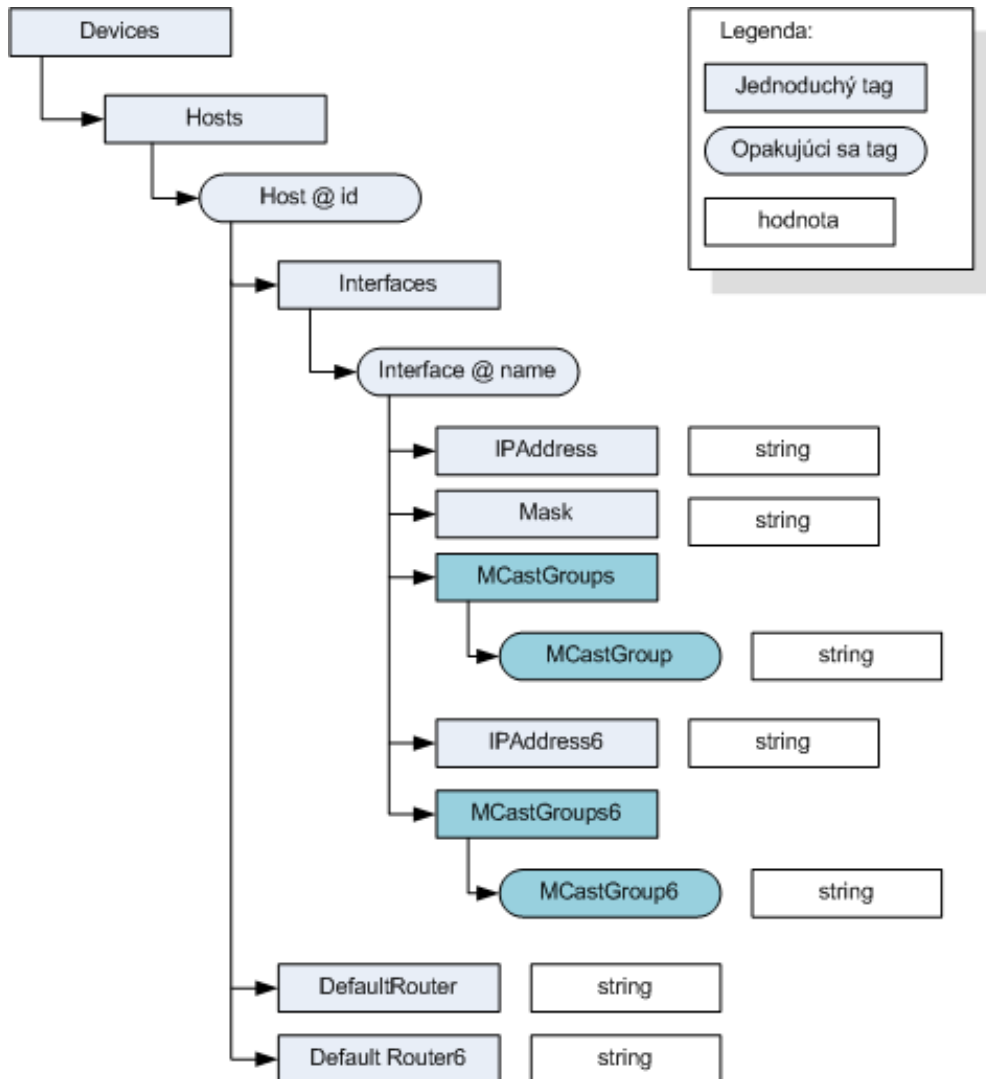 Devices
Legenda:
Jednoduchý tag
Hosts
Opakujúci sa tag
Host @ id
hodnota
Interfaces
Interface @ name
IPAddress
string
Mask
string
MCastGroups
MCastGroup
string
IPAddress6
string
MCastGroups6
MCastGroup6
string
DefaultRouter
string
Default Router6
string